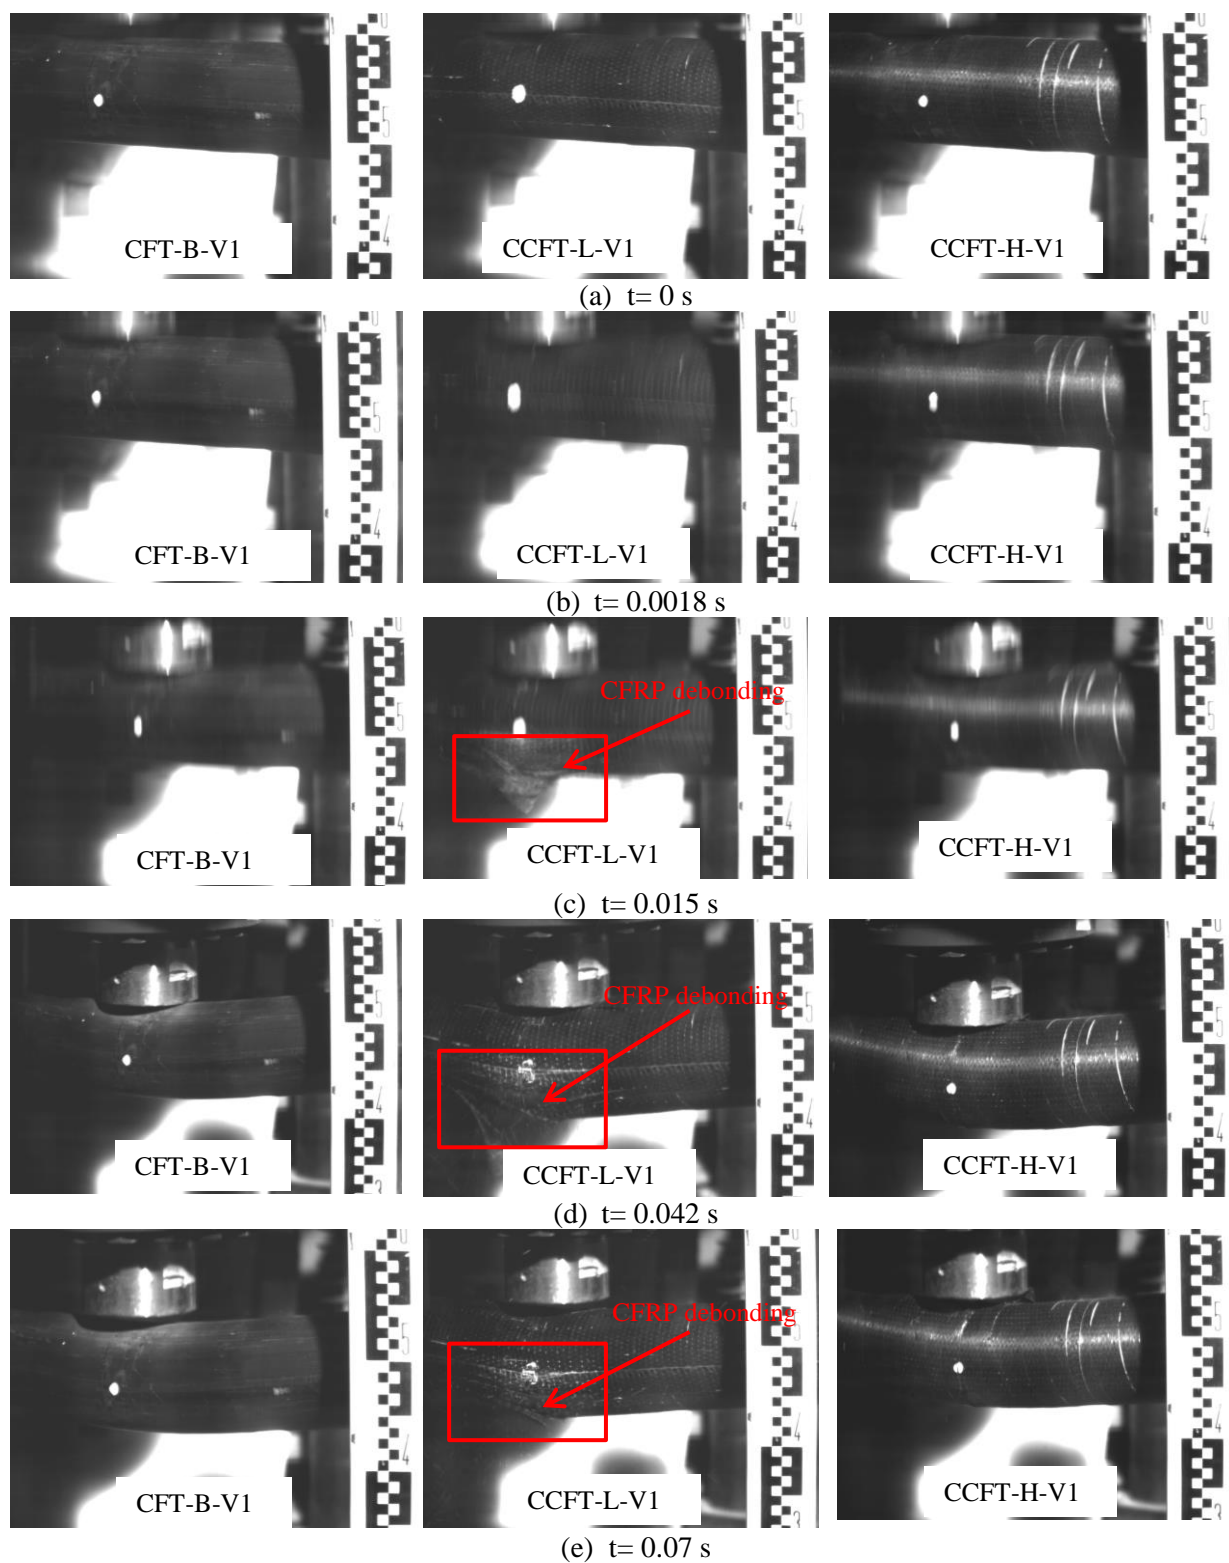 CFT-B-V1
CCFT-L-V1
CCFT-H-V1
(a) t= 0 s
CFT-B-V1
CCFT-L-V1
CCFT-H-V1
(b) t= 0.0018 s
CFRP debonding
CFT-B-V1
CCFT-L-V1
CCFT-H-V1
(c) t= 0.015 s
CFRP debonding
CFT-B-V1
CCFT-L-V1
CCFT-H-V1
(d) t= 0.042 s
CFRP debonding
CFT-B-V1
CCFT-L-V1
CCFT-H-V1
(e) t= 0.07 s